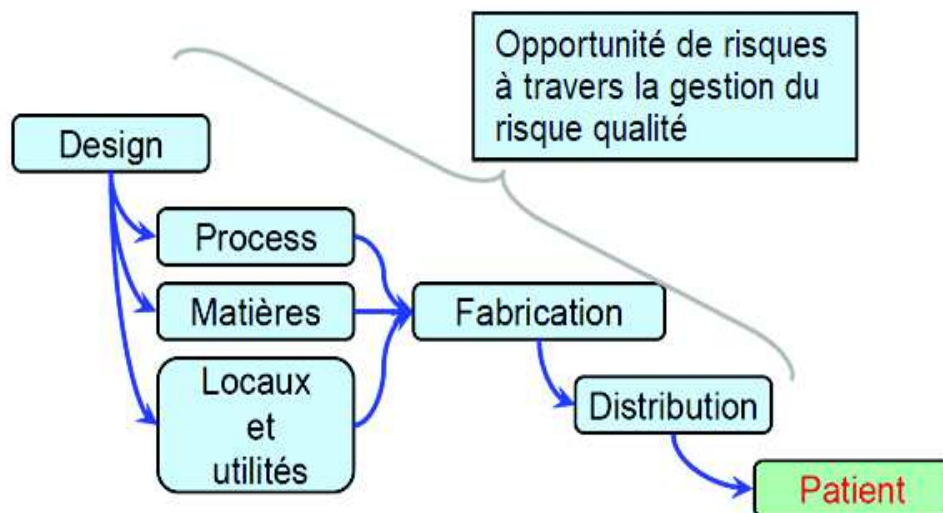 Opportunité de risques
à travers la gestion du
risque qualité
Design
Process
Matières
Locaux
et
utilités
Fabrication
Distribution
Patient